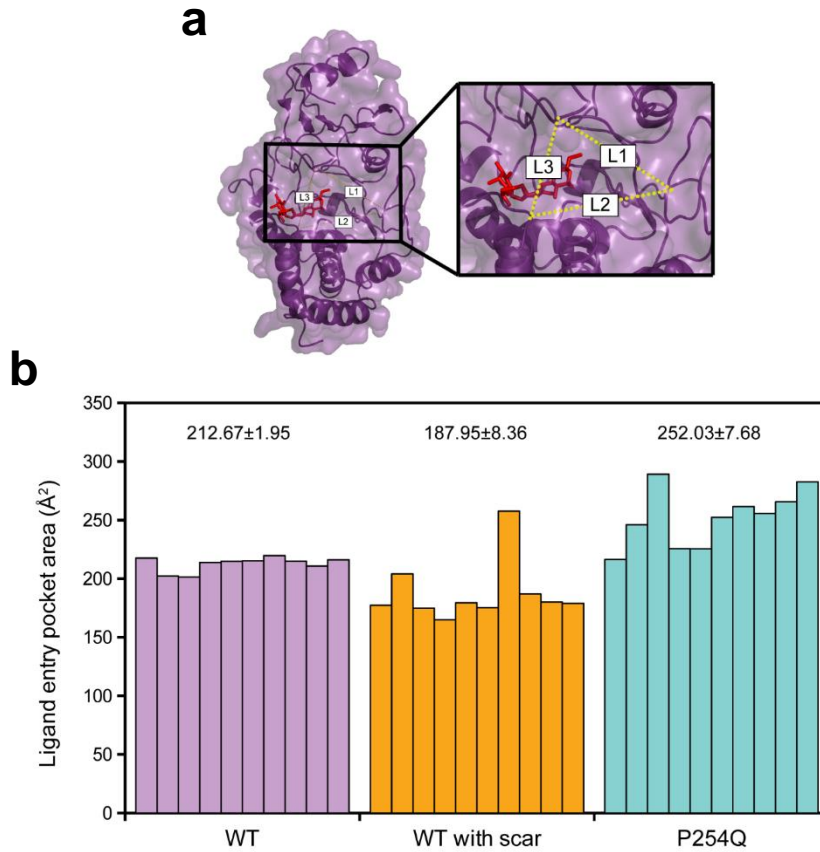 a
L3
L1
L2
L3
L1
L2
b
350
300
250
200
150
100
50
0
Ligand entry pocket area (Å²)
212.67±1.95
187.95±8.36
252.03±7.68
WT
WT with scar
P254Q